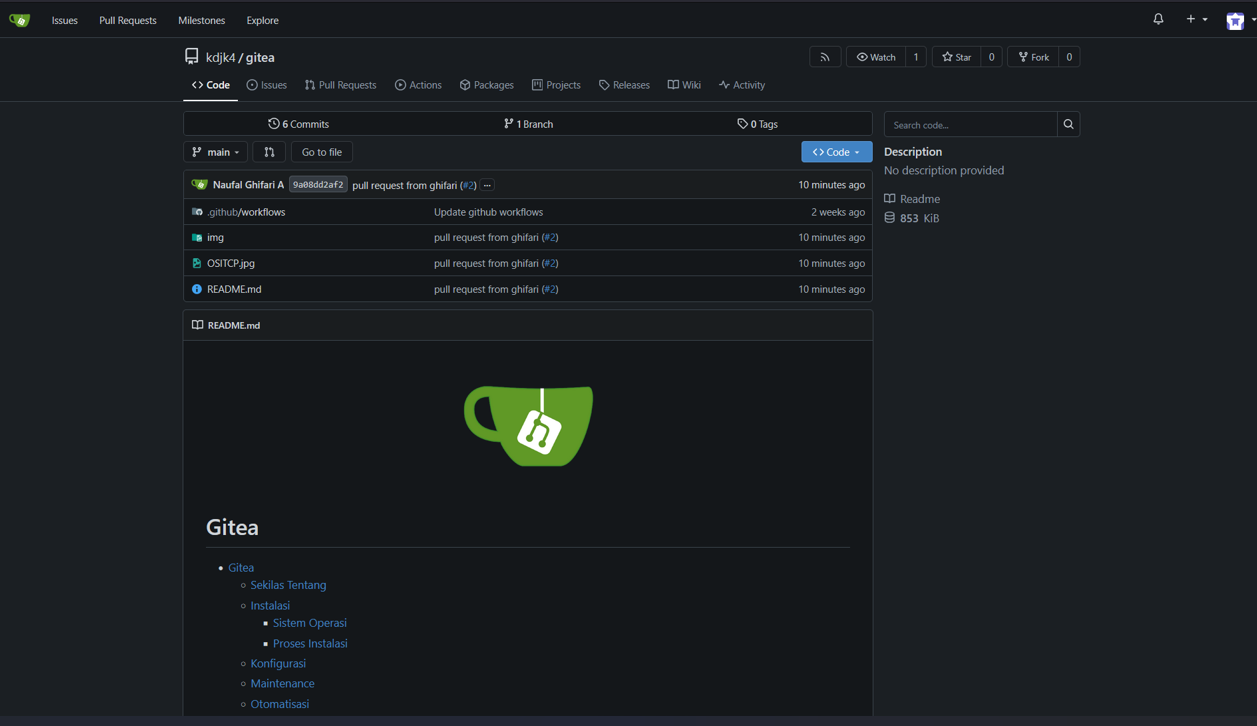 Issues Pull Requests Milestones Explore
kdjk4 / gitea Watch 1 Star 0 Fork 0
Code Issues Pull Requests Actions Packages Projects Releases Wiki Activity
6 Commits 1 Branch 0 Tags
Search code...
main Go to file Code
Description
No description provided
Naufal Ghifari A 9a08dd2af2 pull request from ghifari (#2) ... 10 minutes ago
Readme
.github/workflows Update github workflows 2 weeks ago
853 KiB
img pull request from ghifari (#2) 10 minutes ago
OSITCP.jpg pull request from ghifari (#2) 10 minutes ago
README.md pull request from ghifari (#2) 10 minutes ago
README.md
Gitea
Gitea
Sekilas Tentang
Instalasi
Sistem Operasi
Proses Instalasi
Konfigurasi
Maintenance
Otomatisasi